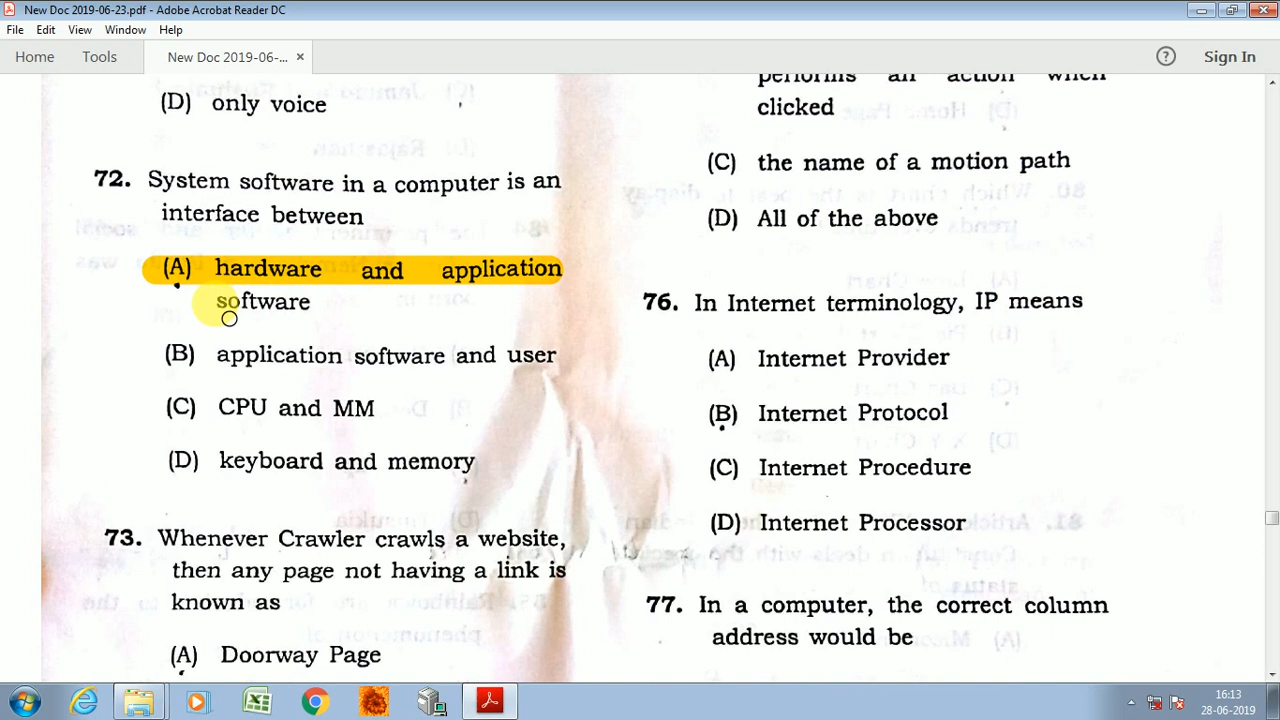 New Doc 2019-06-23.pdf - Adobe Acrobat Reader DC
File Edit View Window Help
Home Tools New Doc 2019-06-... × Sign In
(D) only voice
72. System software in a computer is an
interface between
(A) hardware and application
software
(B) application software and user
(C) CPU and MM
(D) keyboard and memory
73. Whenever Crawler crawls a website,
then any page not having a link is
known as
(A) Doorway Page
performs an action when
clicked
(C) the name of a motion path
(D) All of the above
76. In Internet terminology, IP means
(A) Internet Provider
(B) Internet Protocol
(C) Internet Procedure
(D) Internet Processor
77. In a computer, the correct column
address would be
16:13
28-06-2019